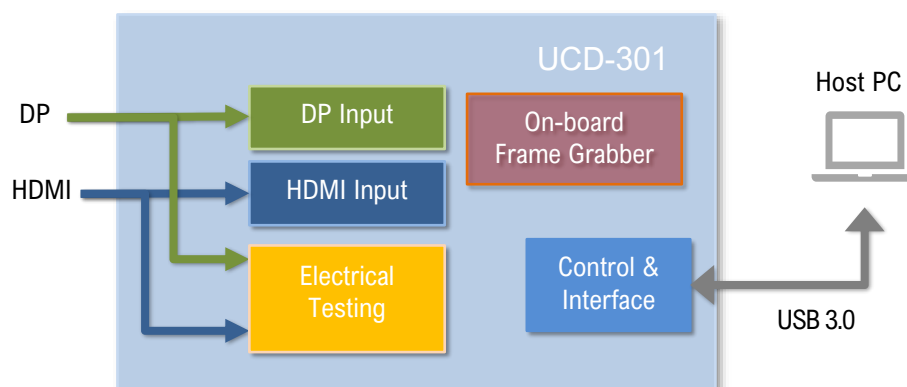 UCD-301
Host PC
DP
DP Input
On-board
Frame Grabber
HDMI
HDMI Input
Electrical
Testing
Control &
Interface
USB 3.0